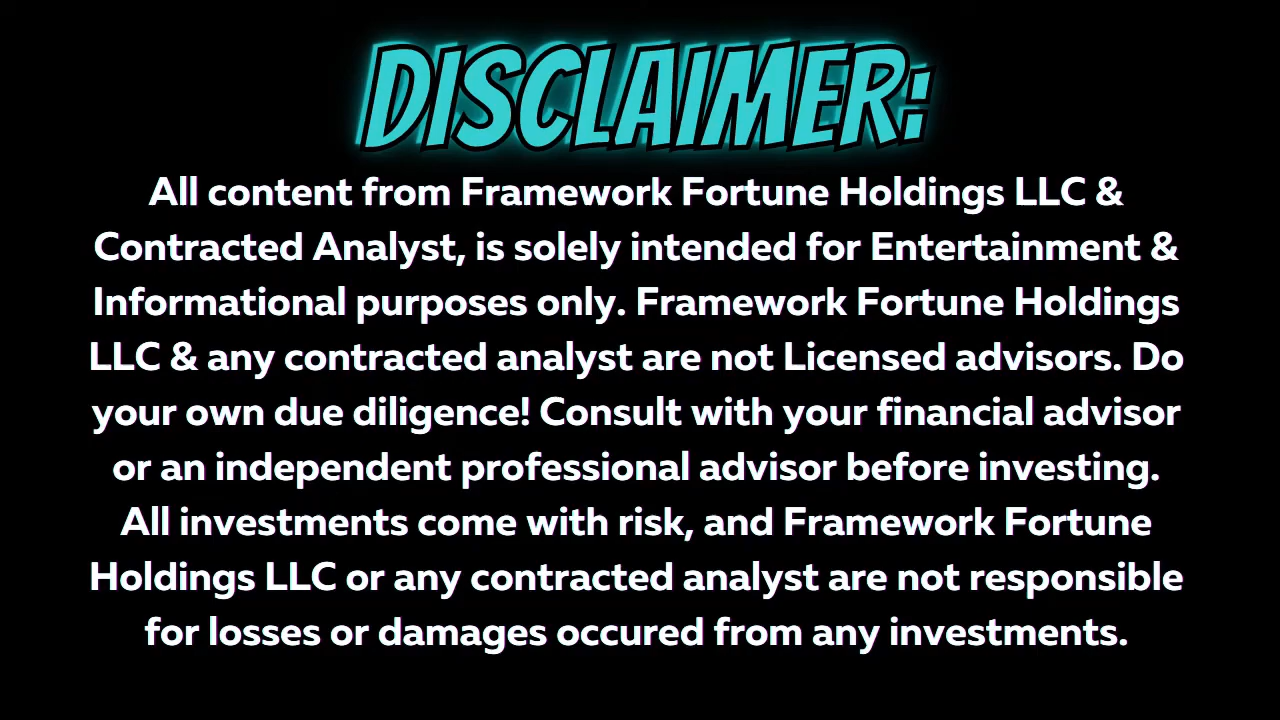 DISCLAIMER:
All content from Framework Fortune Holdings LLC &
Contracted Analyst, is solely intended for Entertainment &
Informational purposes only. Framework Fortune Holdings
LLC & any contracted analyst are not Licensed advisors. Do
your own due diligence! Consult with your financial advisor
or an independent professional advisor before investing.
All investments come with risk, and Framework Fortune
Holdings LLC or any contracted analyst are not responsible
for losses or damages occured from any investments.